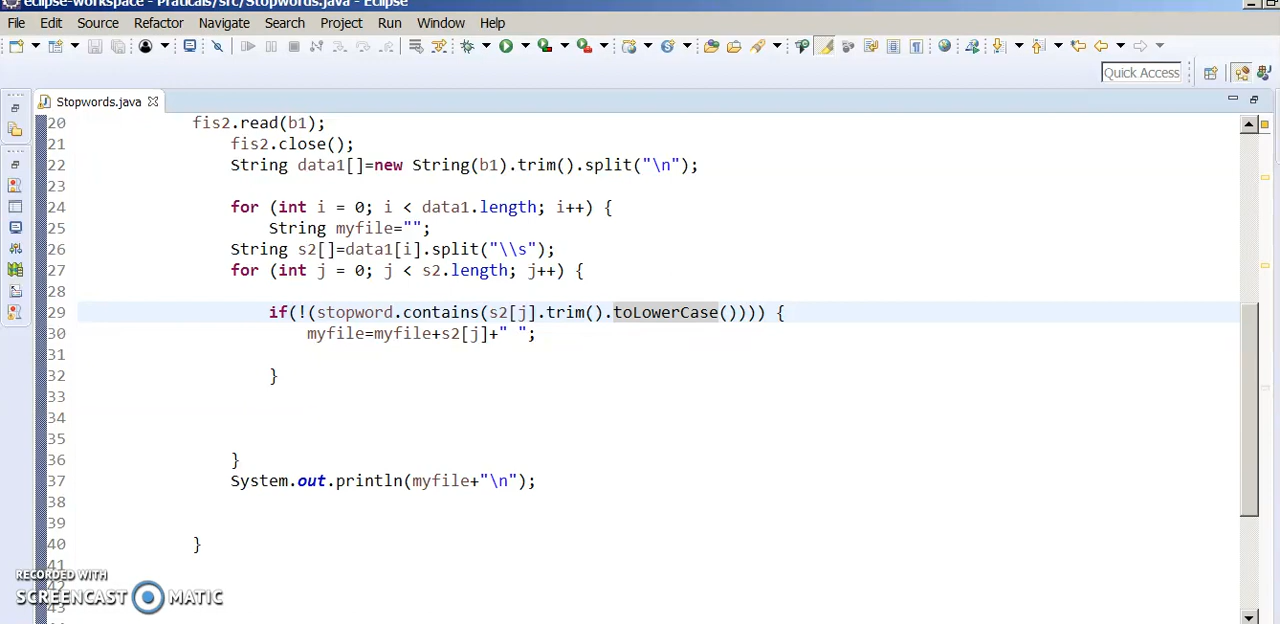 eclipse-workspace - Praticals/src/Stopwords.java - Eclipse
File Edit Source Refactor Navigate Search Project Run Window Help
Quick Access
Stopwords.java
20 fis2.read(b1);
21 fis2.close();
22 String data1[]=new String(b1).trim().split("\n");
23
24 for (int i = 0; i < data1.length; i++) {
25 String myfile="";
26 String s2[]=data1[i].split("\\s");
27 for (int j = 0; j < s2.length; j++) {
28
29 if(!(stopword.contains(s2[j].trim().toLowerCase()))) {
30 myfile=myfile+s2[j]+" ";
31
32 }
33
34
35
36 }
37 System.out.println(myfile+"\n");
38
39
40 }
41
RECORDED WITH
SCREENCAST MATIC